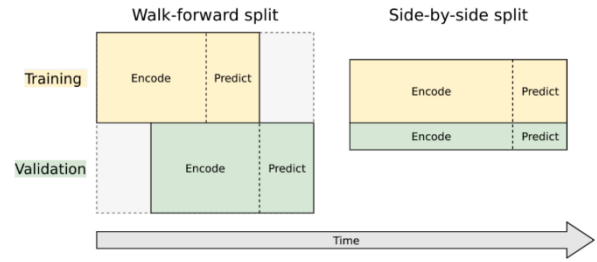 Walk-forward split
Side-by-side split
Training
Encode
Predict
Encode
Predict
Encode
Predict
Validation
Encode
Predict
Time